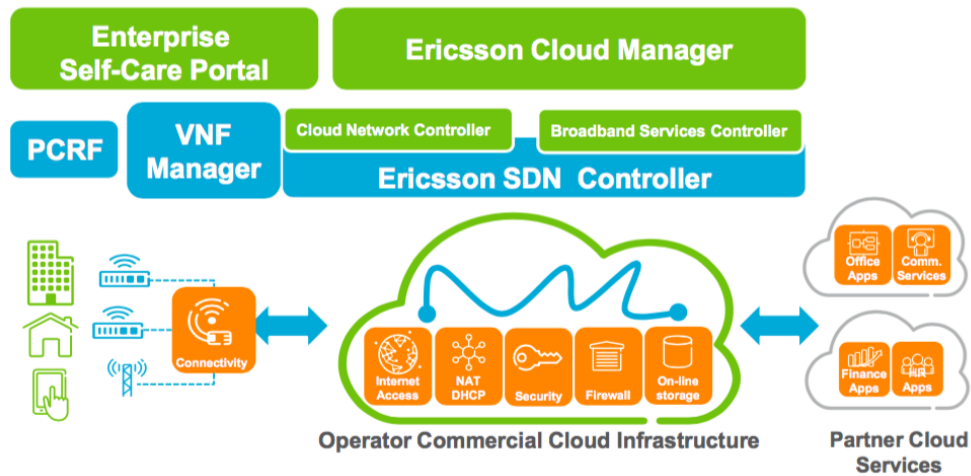 Enterprise
Self-Care Portal
Ericsson Cloud Manager
PCRF
VNF
Manager
Cloud Network Controller
Broadband Services Controller
Ericsson SDN Controller
Connectivity
Internet
Access
NAT
DHCP
Security
Firewall
On-line
storage
Operator Commercial Cloud Infrastructure
Office
Apps
Comm.
Services
Finance
Apps
HR
Apps
Partner Cloud
Services